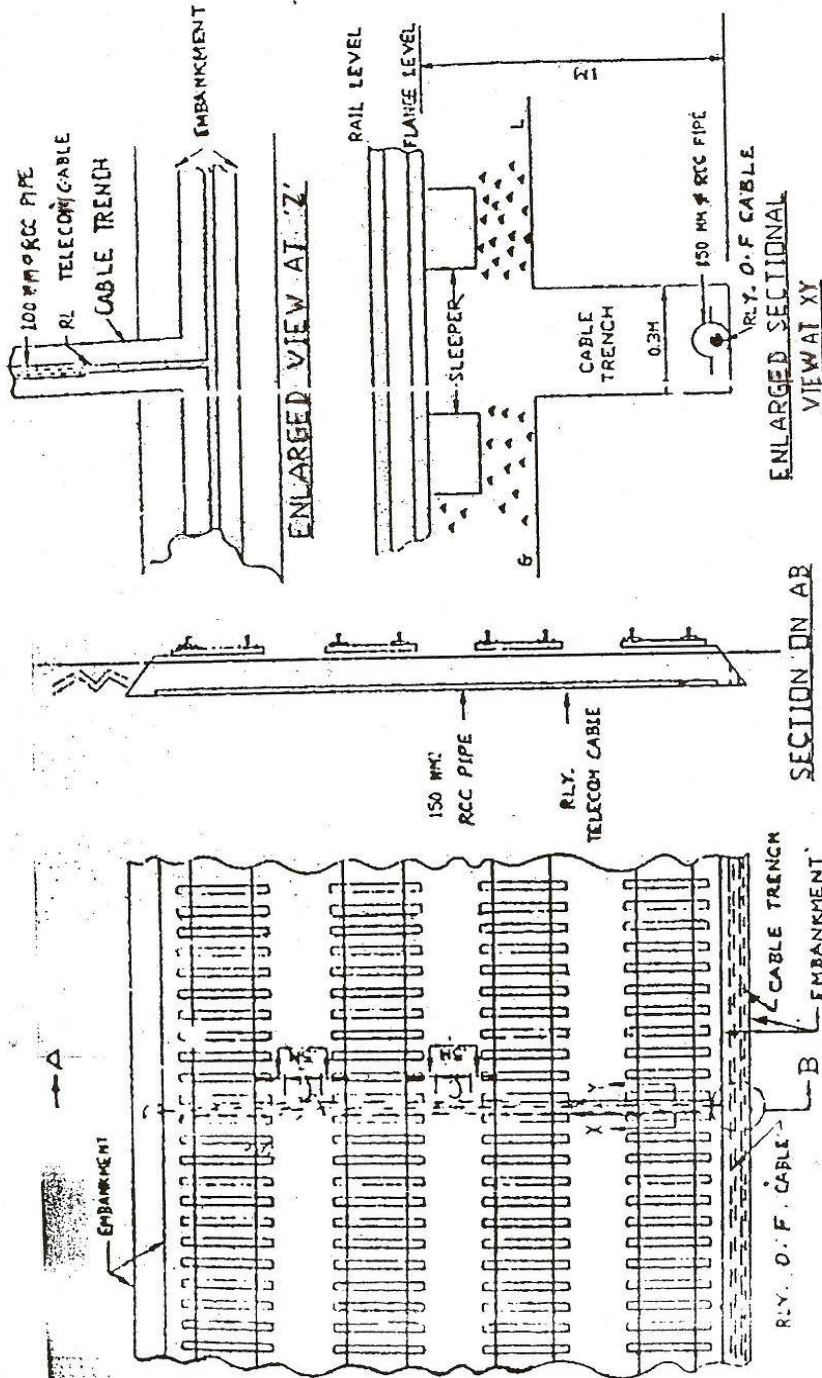 EMBANKMENT
A
B
RLY. O.F. CABLE
CABLE TRENCH
EMBANKMENT
X
Y
150 MM
RCC PIPE
RLY.
TELECOM CABLE
SECTION ON AB
100 MM Φ RCC PIPE
RL TELECOM CABLE
CABLE TRENCH
EMBANKMENT
ENLARGED VIEW AT 'Z'
RAIL LEVEL
FLANGE LEVEL
SLEEPER
G
L
CABLE
TRENCH
0.3M
150 MM Φ RCC PIPE
RLY. O.F CABLE
ENLARGED SECTIONAL
VIEW AT XY